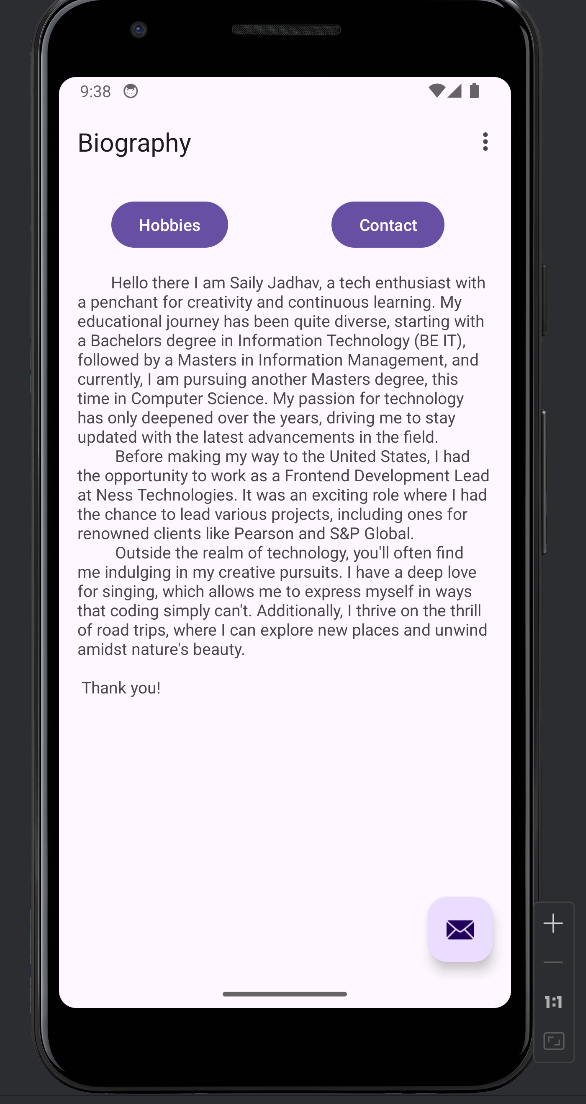 9:38
Biography
Hobbies
Contact
Hello there I am Saily Jadhav, a tech enthusiast with
a penchant for creativity and continuous learning. My
educational journey has been quite diverse, starting with
a Bachelors degree in Information Technology (BE IT),
followed by a Masters in Information Management, and
currently, I am pursuing another Masters degree, this
time in Computer Science. My passion for technology
has only deepened over the years, driving me to stay
updated with the latest advancements in the field.
Before making my way to the United States, I had
the opportunity to work as a Frontend Development Lead
at Ness Technologies. It was an exciting role where I had
the chance to lead various projects, including ones for
renowned clients like Pearson and S&P Global.
Outside the realm of technology, you'll often find
me indulging in my creative pursuits. I have a deep love
for singing, which allows me to express myself in ways
that coding simply can't. Additionally, I thrive on the thrill
of road trips, where I can explore new places and unwind
amidst nature's beauty.
Thank you!
1:1